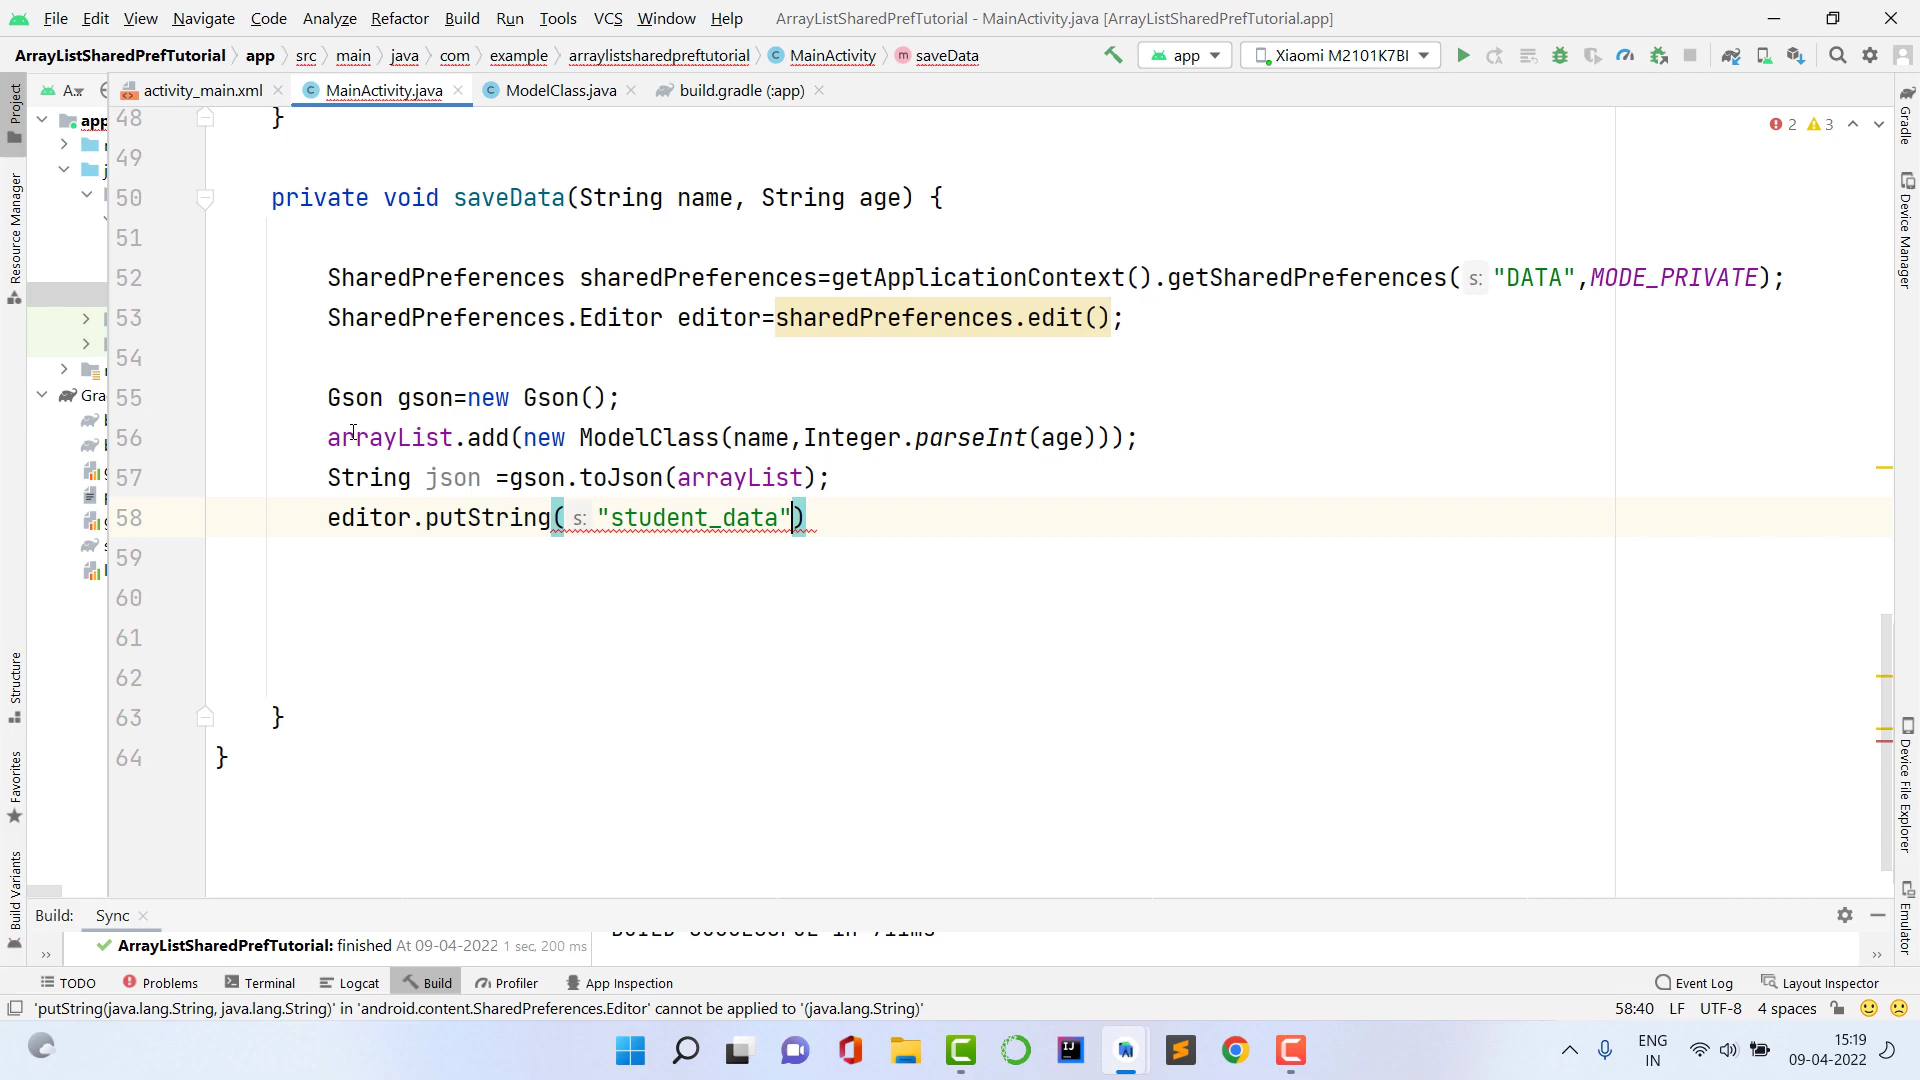 File Edit View Navigate Code Analyze Refactor Build Run Tools VCS Window Help ArrayListSharedPrefTutorial - MainActivity.java [ArrayListSharedPrefTutorial.app]
ArrayListSharedPrefTutorial app src main java com example arraylistsharedpreftutorial MainActivity saveData app Xiaomi M2101K7BI
A... activity_main.xml MainActivity.java ModelClass.java build.gradle (:app)
Project
Resource Manager
Structure
Favorites
Build Variants
app
Gra
2 3
48 }
49
50 private void saveData(String name, String age) {
51
52 SharedPreferences sharedPreferences=getApplicationContext().getSharedPreferences( s: "DATA",MODE_PRIVATE);
53 SharedPreferences.Editor editor=sharedPreferences.edit();
54
55 Gson gson=new Gson();
56 arrayList.add(new ModelClass(name,Integer.parseInt(age)));
57 String json =gson.toJson(arrayList);
58 editor.putString( s: "student_data")
59
60
61
62
63 }
64 }
Gradle
Device Manager
Device File Explorer
Emulator
Build: Sync
ArrayListSharedPrefTutorial: finished At 09-04-2022 1 sec, 200 ms
BUILD SUCCESSFUL in 711ms
TODO Problems Terminal Logcat Build Profiler App Inspection Event Log Layout Inspector
'putString(java.lang.String, java.lang.String)' in 'android.content.SharedPreferences.Editor' cannot be applied to '(java.lang.String)' 58:40 LF UTF-8 4 spaces
ENG
IN
15:19
09-04-2022